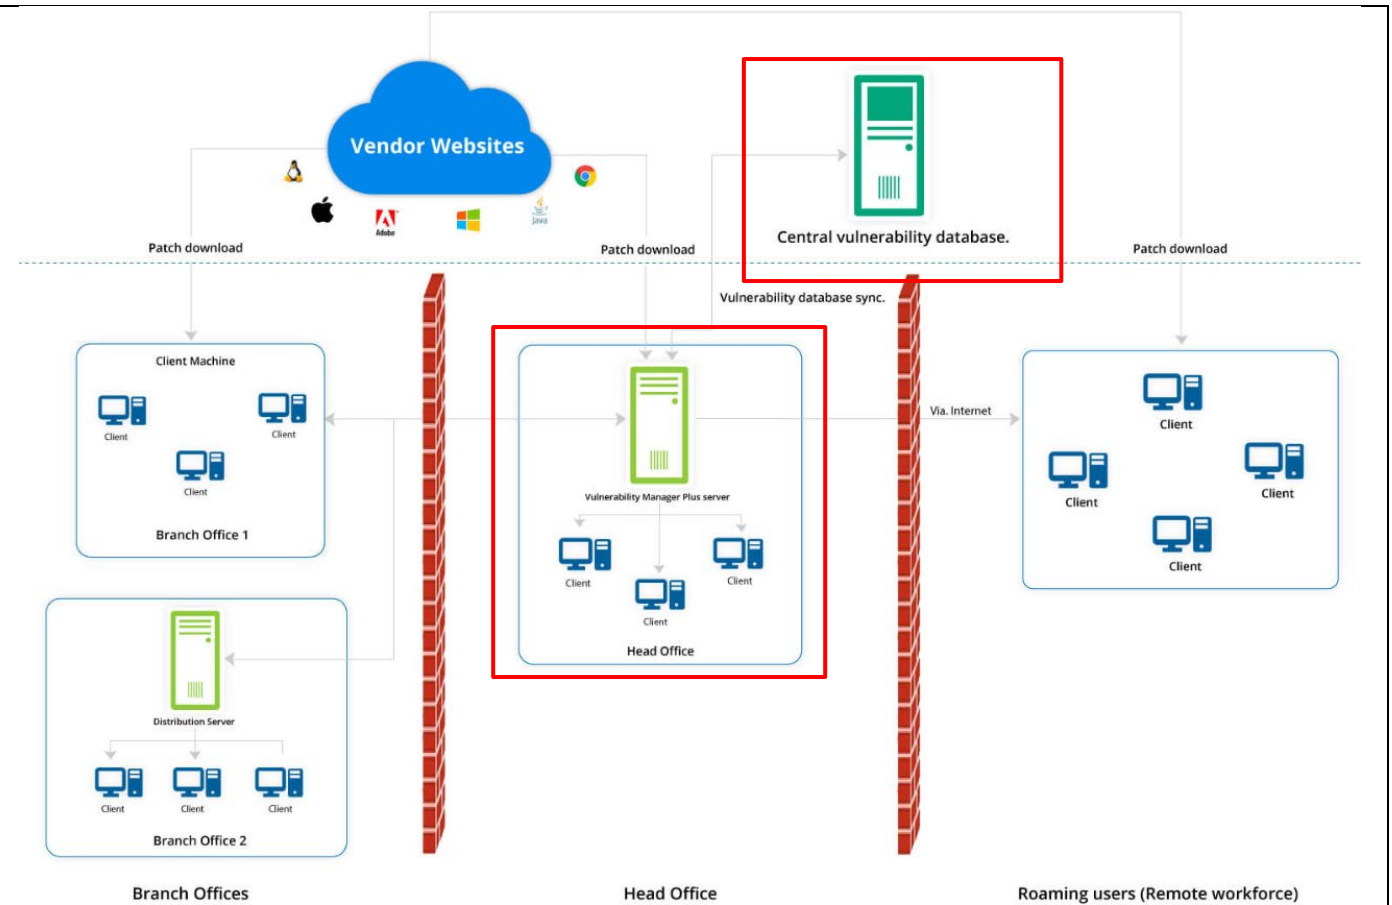 Vendor Websites
Adobe
Java
Central vulnerability database.
Patch download
Patch download
Patch download
Vulnerability database sync.
Client Machine
Client
Client
Client
Branch Office 1
Vulnerability Manager Plus server
Client
Client
Client
Head Office
Via. Internet
Client
Client
Client
Client
Distribution Server
Client
Client
Client
Branch Office 2
Branch Offices
Head Office
Roaming users (Remote workforce)